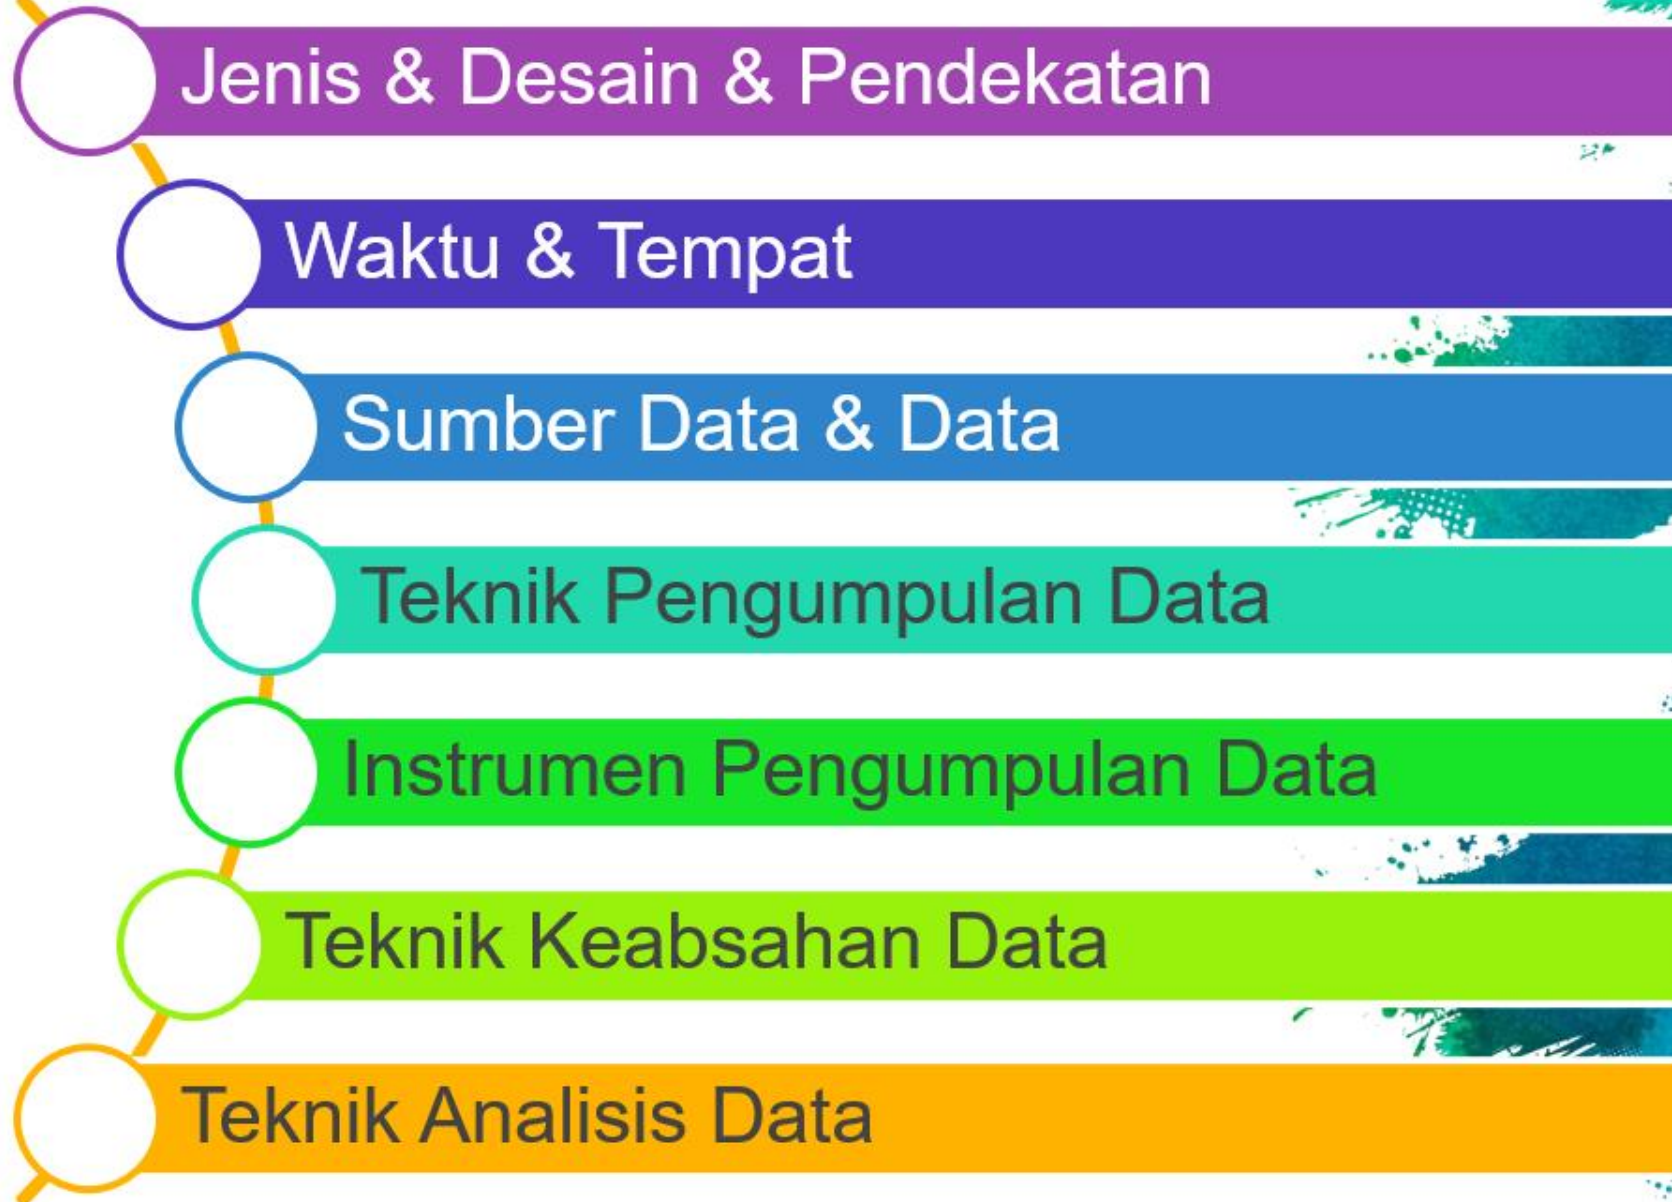 Jenis & Desain & Pendekatan
Waktu & Tempat
Sumber Data & Data
Teknik Pengumpulan Data
Instrumen Pengumpulan Data
Teknik Keabsahan Data
Teknik Analisis Data